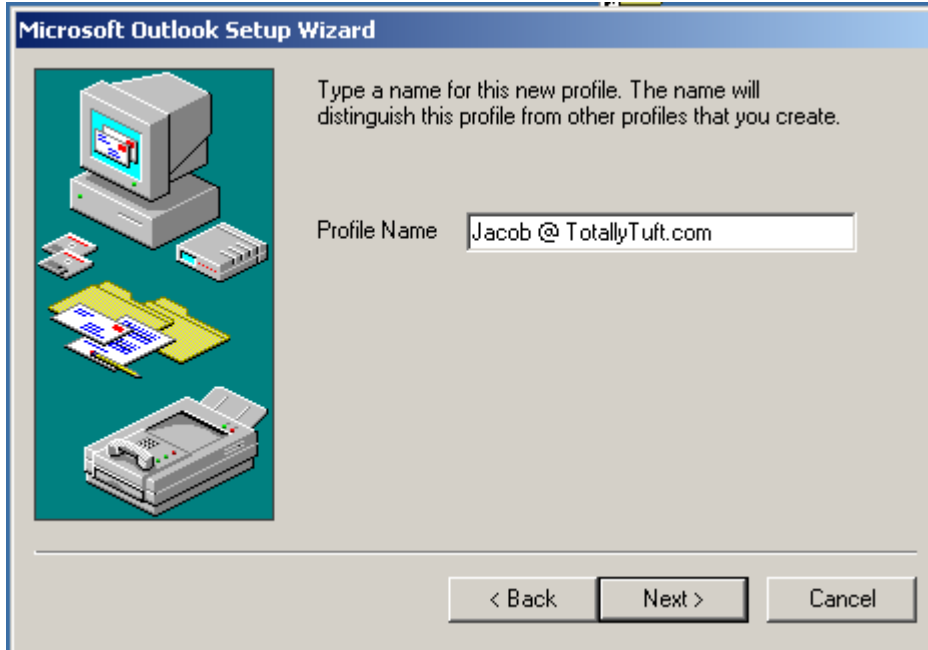 Microsoft Outlook Setup Wizard
Type a name for this new profile. The name will
distinguish this profile from other profiles that you create.
Profile Name Jacob @ TotallyTuft.com
< Back Next > Cancel